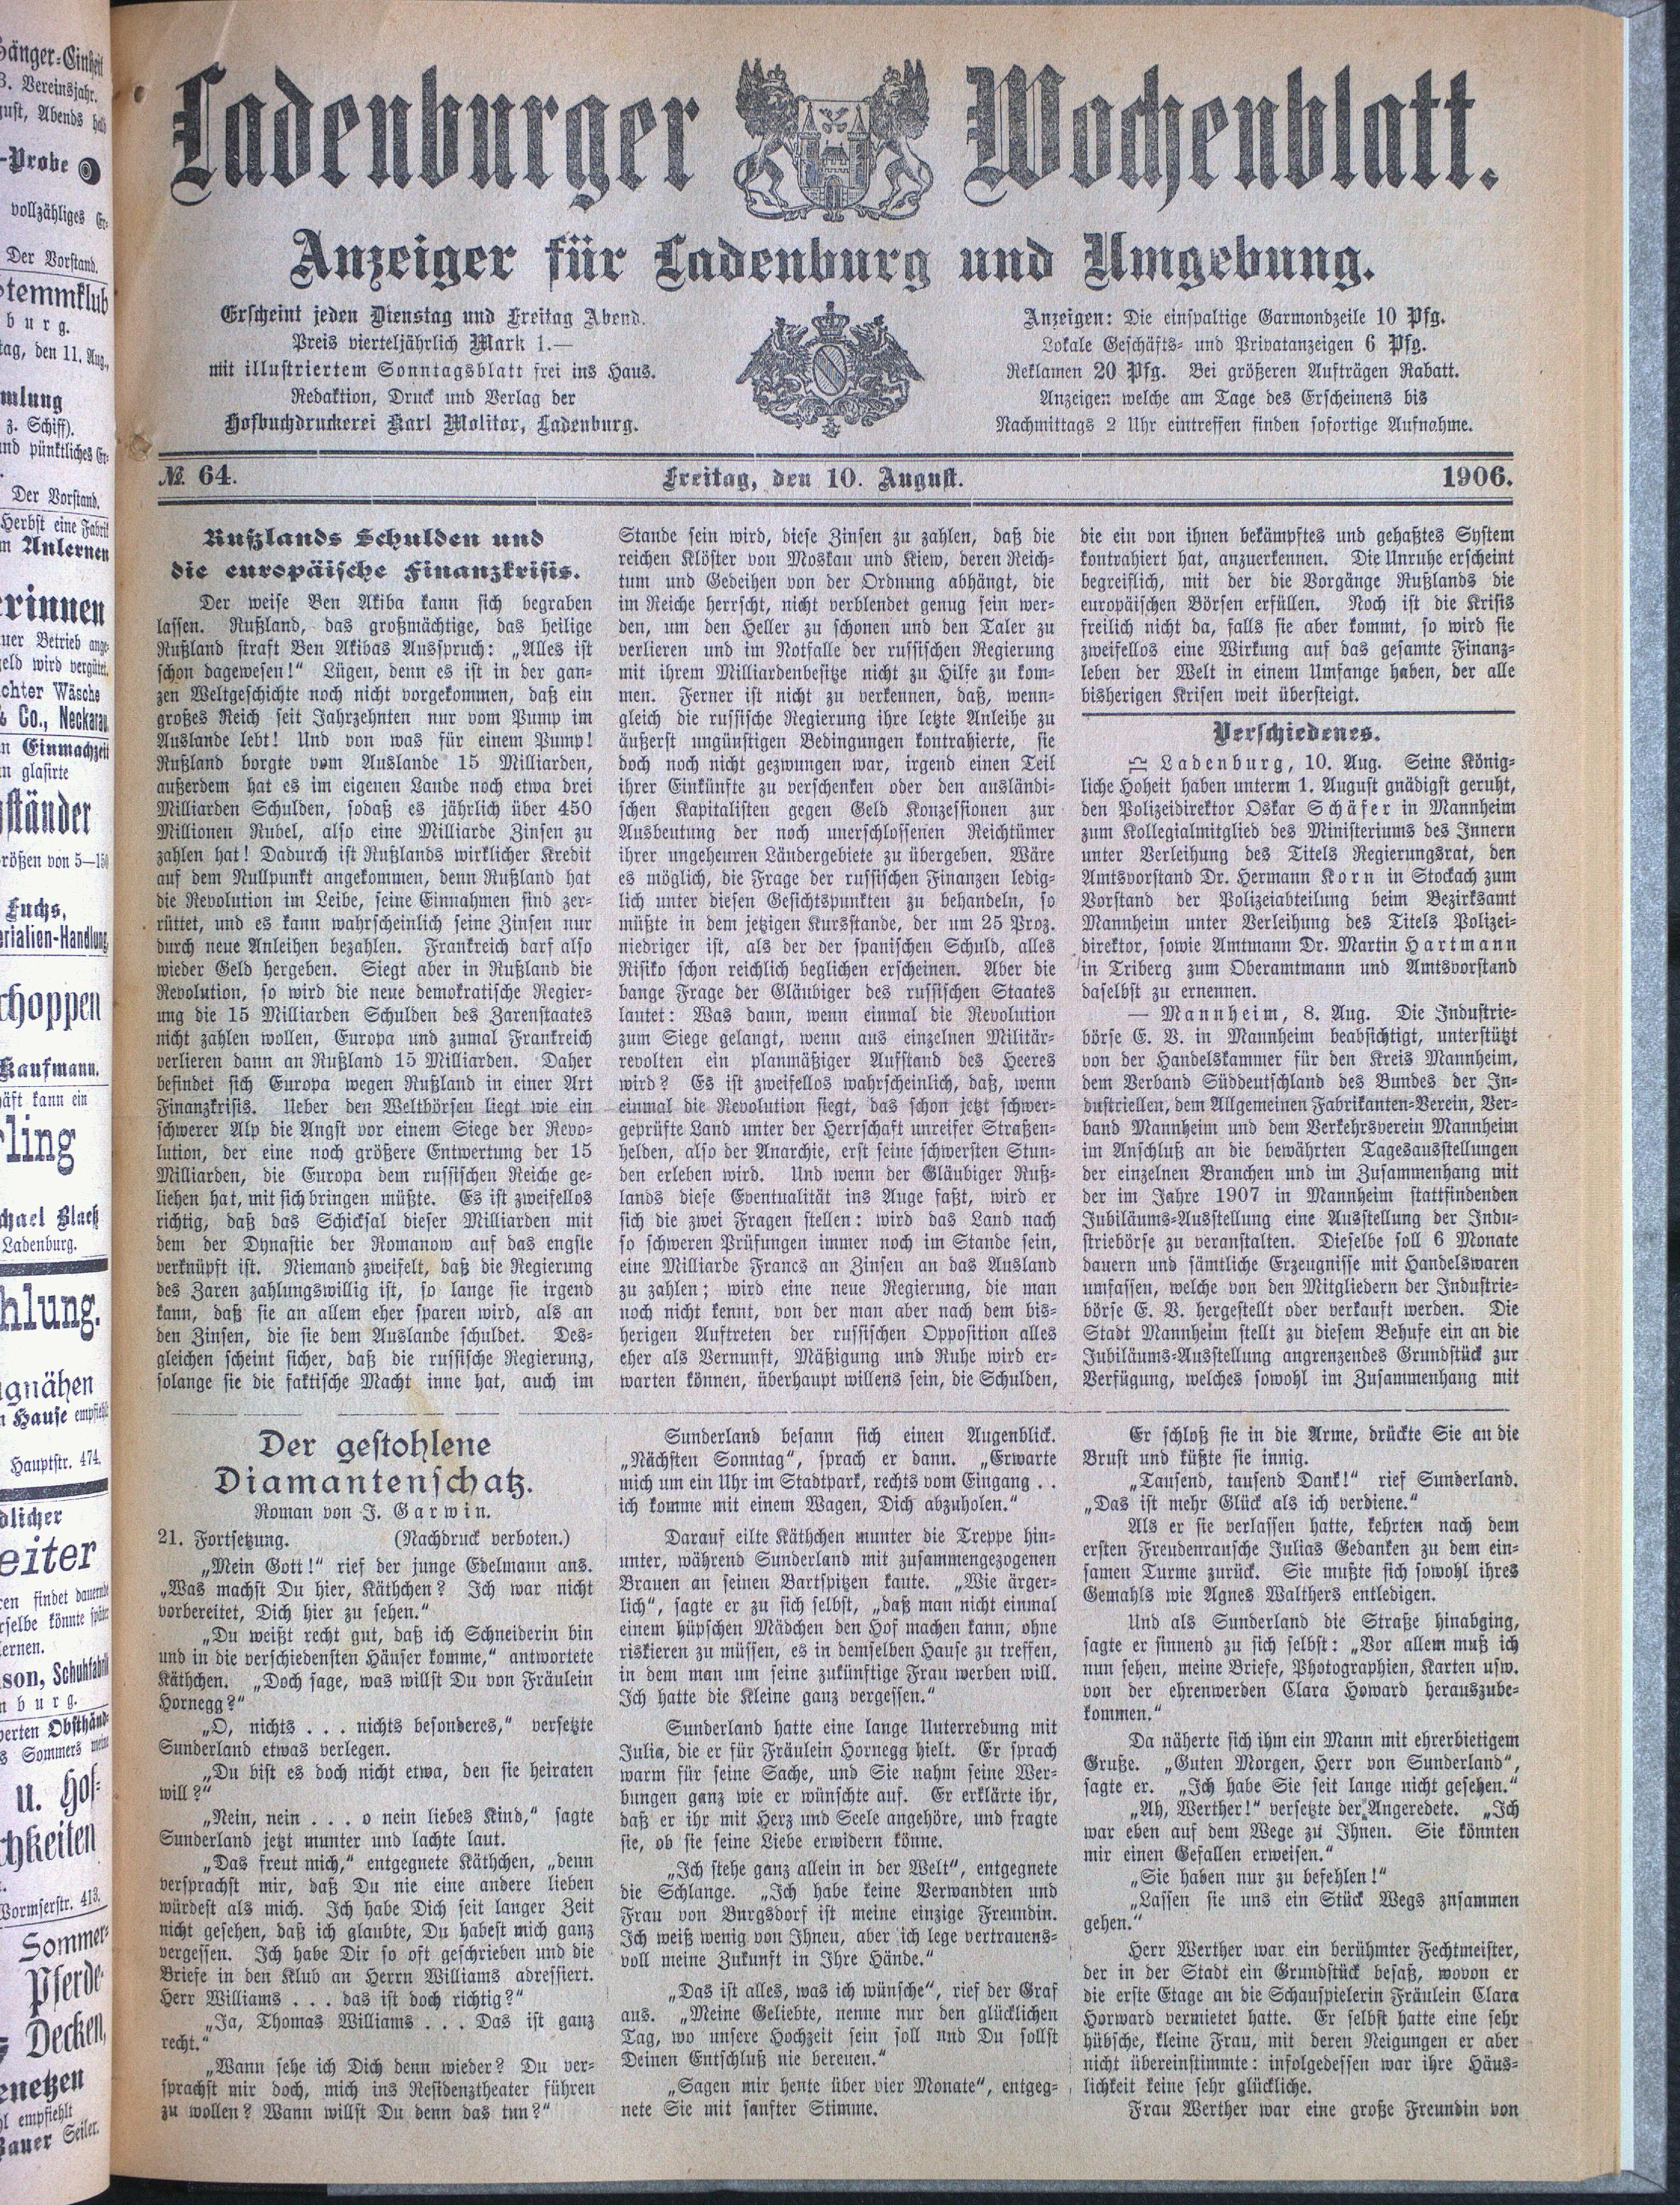 Ladenburger Wochenblatt.
Anzeiger für Ladenburg und Umgebung.
Erscheint jeden Dienstag und Freitag Abend.
Preis vierteljährlich Mark 1.—
mit illustriertem Sonntagsblatt frei ins Haus.
Redaktion, Druck und Verlag der
Hofbuchdruckerei Karl Molitor, Ladenburg.
Anzeigen: Die einspaltige Garmondzeile 10 Pfg.
Lokale Geschäfts- und Privatanzeigen 6 Pfg.
Reklamen 20 Pfg. Bei größeren Aufträgen Rabatt.
Anzeigen welche am Tage des Erscheinens bis
Nachmittags 2 Uhr eintreffen finden sofortige Aufnahme.
№ 64. Freitag, den 10. August. 1906.
Rußlands Schulden und
die europäische Finanzkrisis.
Der weise Ben Akiba kann sich begraben
lassen. Rußland, das großmächtige, das heilige
Rußland straft Ben Akibas Ausspruch: „Alles ist
schon dagewesen!“ Lügen, denn es ist in der gan-
zen Weltgeschichte noch nicht vorgekommen, daß ein
großes Reich seit Jahrzehnten nur vom Pump im
Auslande lebt! Und von was für einem Pump!
Rußland borgte vom Auslande 15 Milliarden,
außerdem hat es im eigenen Lande noch etwa drei
Milliarden Schulden, sodaß es jährlich über 450
Millionen Rubel, also eine Milliarde Zinsen zu
zahlen hat! Dadurch ist Rußlands wirklicher Kredit
auf dem Nullpunkt angekommen, denn Rußland hat
die Revolution im Leibe, seine Einnahmen sind zer-
rüttet, und es kann wahrscheinlich seine Zinsen nur
durch neue Anleihen bezahlen. Frankreich darf also
wieder Geld hergeben. Siegt aber in Rußland die
Revolution, so wird die neue demokratische Regier-
ung die 15 Milliarden Schulden des Zarenstaates
nicht zahlen wollen, Europa und zumal Frankreich
verlieren dann an Rußland 15 Milliarden. Daher
befindet sich Europa wegen Rußland in einer Art
Finanzkrisis. Ueber den Weltbörsen liegt wie ein
schwerer Alp die Angst vor einem Siege der Revo-
lution, der eine noch größere Entwertung der 15
Milliarden, die Europa dem russischen Reiche ge-
liehen hat, mit sich bringen müßte. Es ist zweifellos
richtig, daß das Schicksal dieser Milliarden mit
dem der Dynastie der Romanow auf das engste
verknüpft ist. Niemand zweifelt, daß die Regierung
des Zaren zahlungswillig ist, so lange sie irgend
kann, daß sie an allem eher sparen wird, als an
den Zinsen, die sie dem Auslande schuldet. Des-
gleichen scheint sicher, daß die russische Regierung,
solange sie die faktische Macht inne hat, auch im
Stande sein wird, diese Zinsen zu zahlen, daß die
reichen Klöster von Moskau und Kiew, deren Reich-
tum und Gedeihen von der Ordnung abhängt, die
im Reiche herrscht, nicht verblendet genug sein wer-
den, um den Heller zu schonen und den Taler zu
verlieren und im Notfalle der russischen Regierung
mit ihrem Milliardenbesitze nicht zu Hilfe zu kom-
men. Ferner ist nicht zu verkennen, daß, wenn-
gleich die russische Regierung ihre letzte Anleihe zu
äußerst ungünstigen Bedingungen kontrahierte, sie
doch noch nicht gezwungen war, irgend einen Teil
ihrer Einkünfte zu verschenken oder den ausländi-
schen Kapitalisten gegen Geld Konzessionen zur
Ausbeutung der noch unerschlossenen Reichtümer
ihrer ungeheuren Ländergebiete zu übergeben. Wäre
es möglich, die Frage der russischen Finanzen ledig-
lich unter diesen Gesichtspunkten zu behandeln, so
müßte in dem jetzigen Kursstande, der um 25 Proz.
niedriger ist, als der der spanischen Schuld, alles
Risiko schon reichlich beglichen erscheinen. Aber die
bange Frage der Gläubiger des russischen Staates
lautet: Was dann, wenn einmal die Revolution
zum Siege gelangt, wenn aus einzelnen Militär-
revolten ein planmäßiger Aufstand des Heeres
wird? Es ist zweifellos wahrscheinlich, daß, wenn
einmal die Revolution siegt, das schon jetzt schwer-
geprüfte Land unter der Herrschaft unreifer Straßen-
helden, also der Anarchie, erst seine schwersten Stun-
den erleben wird. Und wenn der Gläubiger Ruß-
lands diese Eventualität ins Auge faßt, wird er
sich die zwei Fragen stellen: wird das Land nach
so schweren Prüfungen immer noch im Stande sein,
eine Milliarde Francs an Zinsen an das Ausland
zu zahlen; wird eine neue Regierung, die man
noch nicht kennt, von der man aber nach dem bis-
herigen Auftreten der russischen Opposition alles
eher als Vernunft, Mäßigung und Ruhe wird er-
warten können, überhaupt willens sein, die Schulden,
die ein von ihnen bekämpftes und gehaßtes System
kontrahiert hat, anzuerkennen. Die Unruhe erscheint
begreiflich, mit der die Vorgänge Rußlands die
europäischen Börsen erfüllen. Noch ist die Krisis
freilich nicht da, falls sie aber kommt, so wird sie
zweifellos eine Wirkung auf das gesamte Finanz-
leben der Welt in einem Umfange haben, der alle
bisherigen Krisen weit übersteigt.
Verschiedenes.
Ladenburg, 10. Aug. Seine König-
liche Hoheit haben unterm 1. August gnädigst geruht,
den Polizeidirektor Oskar Schäfer in Mannheim
zum Kollegialmitglied des Ministeriums des Innern
unter Verleihung des Titels Regierungsrat, den
Amtsvorstand Dr. Hermann Korn in Stockach zum
Vorstand der Polizeiabteilung beim Bezirksamt
Mannheim unter Verleihung des Titels Polizei-
direktor, sowie Amtmann Dr. Martin Hartmann
in Triberg zum Oberamtmann und Amtsvorstand
daselbst zu ernennen.
— Mannheim, 8. Aug. Die Industrie-
börse E. V. in Mannheim beabsichtigt, unterstützt
von der Handelskammer für den Kreis Mannheim,
dem Verband Süddeutschland des Bundes der In-
dustriellen, dem Allgemeinen Fabrikanten-Verein, Ver-
band Mannheim und dem Verkehrsverein Mannheim
im Anschluß an die bewährten Tagesausstellungen
der einzelnen Branchen und im Zusammenhang mit
der im Jahre 1907 in Mannheim stattfindenden
Jubiläums-Ausstellung eine Ausstellung der Indu-
striebörse zu veranstalten. Dieselbe soll 6 Monate
dauern und sämtliche Erzeugnisse mit Handelswaren
umfassen, welche von den Mitgliedern der Industrie-
börse E. V. hergestellt oder verkauft werden. Die
Stadt Mannheim stellt zu diesem Behufe ein an die
Jubiläums-Ausstellung angrenzendes Grundstück zur
Verfügung, welches sowohl im Zusammenhang mit
Der gestohlene
Diamantenschatz.
Roman von J. Garwin.
21. Fortsetzung. (Nachdruck verboten.)
„Mein Gott!“ rief der junge Edelmann ans.
„Was machst Du hier, Käthchen? Ich war nicht
vorbereitet, Dich hier zu sehen.“
„Du weißt recht gut, daß ich Schneiderin bin
und in die verschiedensten Häuser komme,“ antwortete
Käthchen. „Doch sage, was willst Du von Fräulein
Hornegg?“
„O, nichts . . . nichts besonderes,“ versetzte
Sunderland etwas verlegen.
„Du bist es doch nicht etwa, den sie heiraten
will?“
„Nein, nein . . . o nein liebes Kind,“ sagte
Sunderland jetzt munter und lachte laut.
„Das freut mich,“ entgegnete Käthchen, „denn
versprachst mir, daß Du nie eine andere lieben
würdest als mich. Ich habe Dich seit langer Zeit
nicht gesehen, daß ich glaubte, Du habest mich ganz
vergessen. Ich habe Dir so oft geschrieben und die
Briefe in den Klub an Herrn Williams adressiert.
Herr Williams . . . das ist doch richtig?“
„Ja, Thomas Williams . . . Das ist ganz
recht.“
„Wann sehe ich Dich denn wieder? Du ver-
sprachst mir doch, mich ins Residenztheater führen
zu wollen? Wann willst Du denn das tun?“
Sunderland besann sich einen Augenblick.
„Nächsten Sonntag“, sprach er dann. „Erwarte
mich um ein Uhr im Stadtpark, rechts vom Eingang . .
ich komme mit einem Wagen, Dich abzuholen.“
Darauf eilte Käthchen munter die Treppe hin-
unter, während Sunderland mit zusammengezogenen
Brauen an seinen Bartspitzen kaute. „Wie ärger-
lich“, sagte er zu sich selbst, „daß man nicht einmal
einem hüpschen Mädchen den Hof machen kann, ohne
riskieren zu müssen, es in demselben Hause zu treffen,
in dem man um seine zukünftige Frau werben will.
Ich hatte die Kleine ganz vergessen.“
Sunderland hatte eine lange Unterredung mit
Julia, die er für Fräulein Hornegg hielt. Er sprach
warm für seine Sache, und Sie nahm seine Wer-
bungen ganz wie er wünschte auf. Er erklärte ihr,
daß er ihr mit Herz und Seele angehöre, und fragte
sie, ob sie seine Liebe erwidern könne.
„Ich stehe ganz allein in der Welt“, entgegnete
die Schlange. „Ich habe keine Verwandten und
Frau von Burgsdorf ist meine einzige Freundin.
Ich weiß wenig von Ihneu, aber ich lege vertrauens-
voll meine Zukunft in Ihre Hände.“
„Das ist alles, was ich wünsche“, rief der Graf
aus. „Meine Geliebte, nenne nur den glücklichen
Tag, wo unsere Hochzeit sein soll und Du sollst
Deinen Entschluß nie bereuen.“
„Sagen mir heute über vier Monate“, entgeg-
nete Sie mit sanfter Stimme.
Er schloß sie in die Arme, drückte Sie an die
Brust und küßte sie innig.
„Tausend, tausend Dank!“ rief Sunderland.
„Das ist mehr Glück als ich verdiene.“
Als er sie verlassen hatte, kehrten nach dem
ersten Freudenrausche Julias Gedanken zu dem ein-
samen Turme zurück. Sie mußte sich sowohl ihres
Gemahls wie Agnes Walthers entledigen.
Und als Sunderland die Straße hinabging,
sagte er sinnend zu sich selbst: „Vor allem muß ich
nun sehen, meine Briefe, Photographien, Karten usw.
von der ehrenwerden Clara Howard herauszube-
kommen.“
Da näherte sich ihm ein Mann mit ehrerbietigem
Gruße. „Guten Morgen, Herr von Sunderland“,
sagte er. „Ich habe Sie seit lange nicht gesehen.“
„Ah, Werther!“ versetzte der Angeredete. „Ich
war eben auf dem Wege zu Ihnen. Sie könnten
mir einen Gefallen erweisen.“
„Sie haben nur zu befehlen!“
„Lassen sie uns ein Stück Wegs znsammen
gehen.“
Herr Werther war ein berühmter Fechtmeister,
der in der Stadt ein Grundstück besaß, wovon er
die erste Etage an die Schauspielerin Fräulein Clara
Horward vermietet hatte. Er selbst hatte eine sehr
hübsche, kleine Frau, mit deren Neigungen er aber
nicht übereinstimmte: infolgedessen war ihre Häus-
lichkeit keine sehr glückliche.
Frau Werther war eine große Freundin von
Sänger-Einheit
3. Vereinsjahr.
Abends
-Probe
vollzähliges
Der Vorstand.
Stemmklub
burg.
den 11. Aug.,
z. Schiff).
und pünktliches
Der Vorstand.
Herbst eine Fabrik
Anlernen
Betrieb
wird vergütet.
Wäsche
& Co., Neckarau.
Einmachzeit
glasirte
ständer
Größen von 5—150
Fuchs,
Kaufmann.
kann ein
Ladenburg.
Hause
Hauptstr. 474.
findet
könnte
Schuhfabrik
Obsthänd-
Sommers
u. Hof-
Wormserstr. 413.
Sommer-
Pferde-
Decken,
empfiehlt
Bauer Seiler.